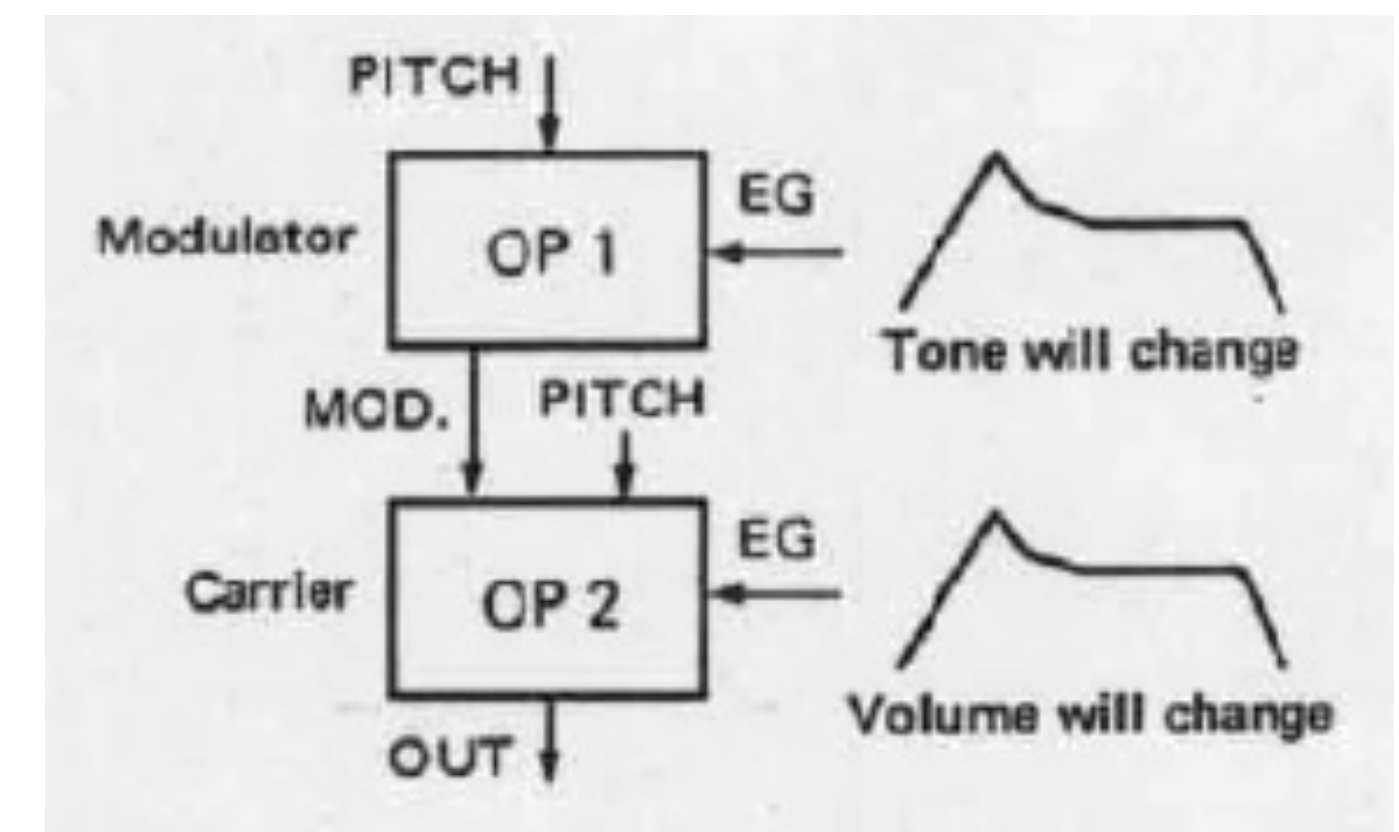 PITCH
Modulator
OP 1
EG
Tone will change
MOD.
PITCH
Carrier
OP 2
EG
Volume will change
OUT